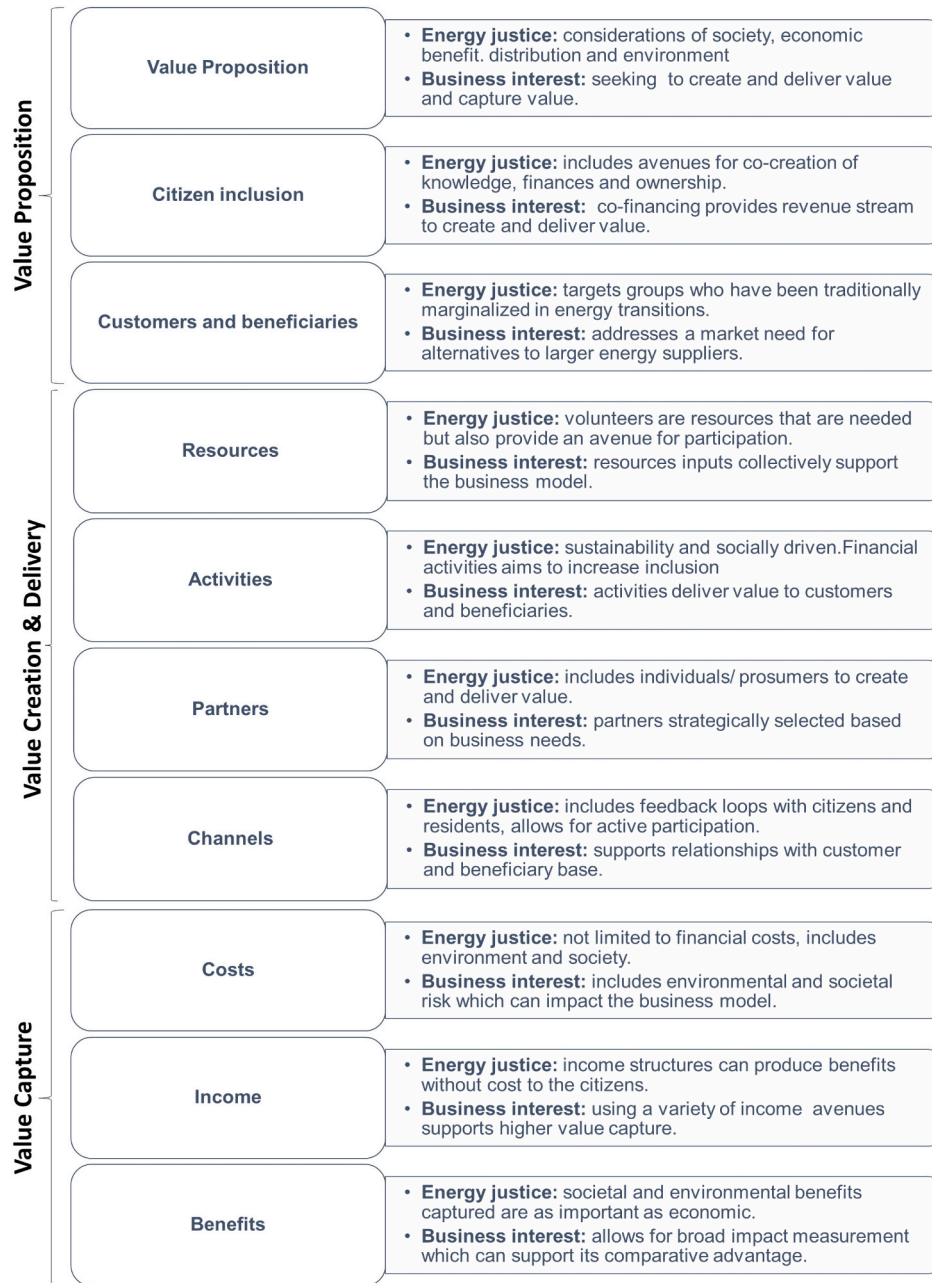 Value Proposition
Value Proposition
• Energy justice: considerations of society, economic
benefit. distribution and environment
• Business interest: seeking to create and deliver value
and capture value.
Citizen inclusion
• Energy justice: includes avenues for co-creation of
knowledge, finances and ownership.
• Business interest: co-financing provides revenue stream
to create and deliver value.
Customers and beneficiaries
• Energy justice: targets groups who have been traditionally
marginalized in energy transitions.
• Business interest: addresses a market need for
alternatives to larger energy suppliers.
Value Creation & Delivery
Resources
• Energy justice: volunteers are resources that are needed
but also provide an avenue for participation.
• Business interest: resources inputs collectively support
the business model.
Activities
• Energy justice: sustainability and socially driven.Financial
activities aims to increase inclusion
• Business interest: activities deliver value to customers
and beneficiaries.
Partners
• Energy justice: includes individuals/ prosumers to create
and deliver value.
• Business interest: partners strategically selected based
on business needs.
Channels
• Energy justice: includes feedback loops with citizens and
residents, allows for active participation.
• Business interest: supports relationships with customer
and beneficiary base.
Value Capture
Costs
• Energy justice: not limited to financial costs, includes
environment and society.
• Business interest: includes environmental and societal
risk which can impact the business model.
Income
• Energy justice: income structures can produce benefits
without cost to the citizens.
• Business interest: using a variety of income avenues
supports higher value capture.
Benefits
• Energy justice: societal and environmental benefits
captured are as important as economic.
• Business interest: allows for broad impact measurement
which can support its comparative advantage.